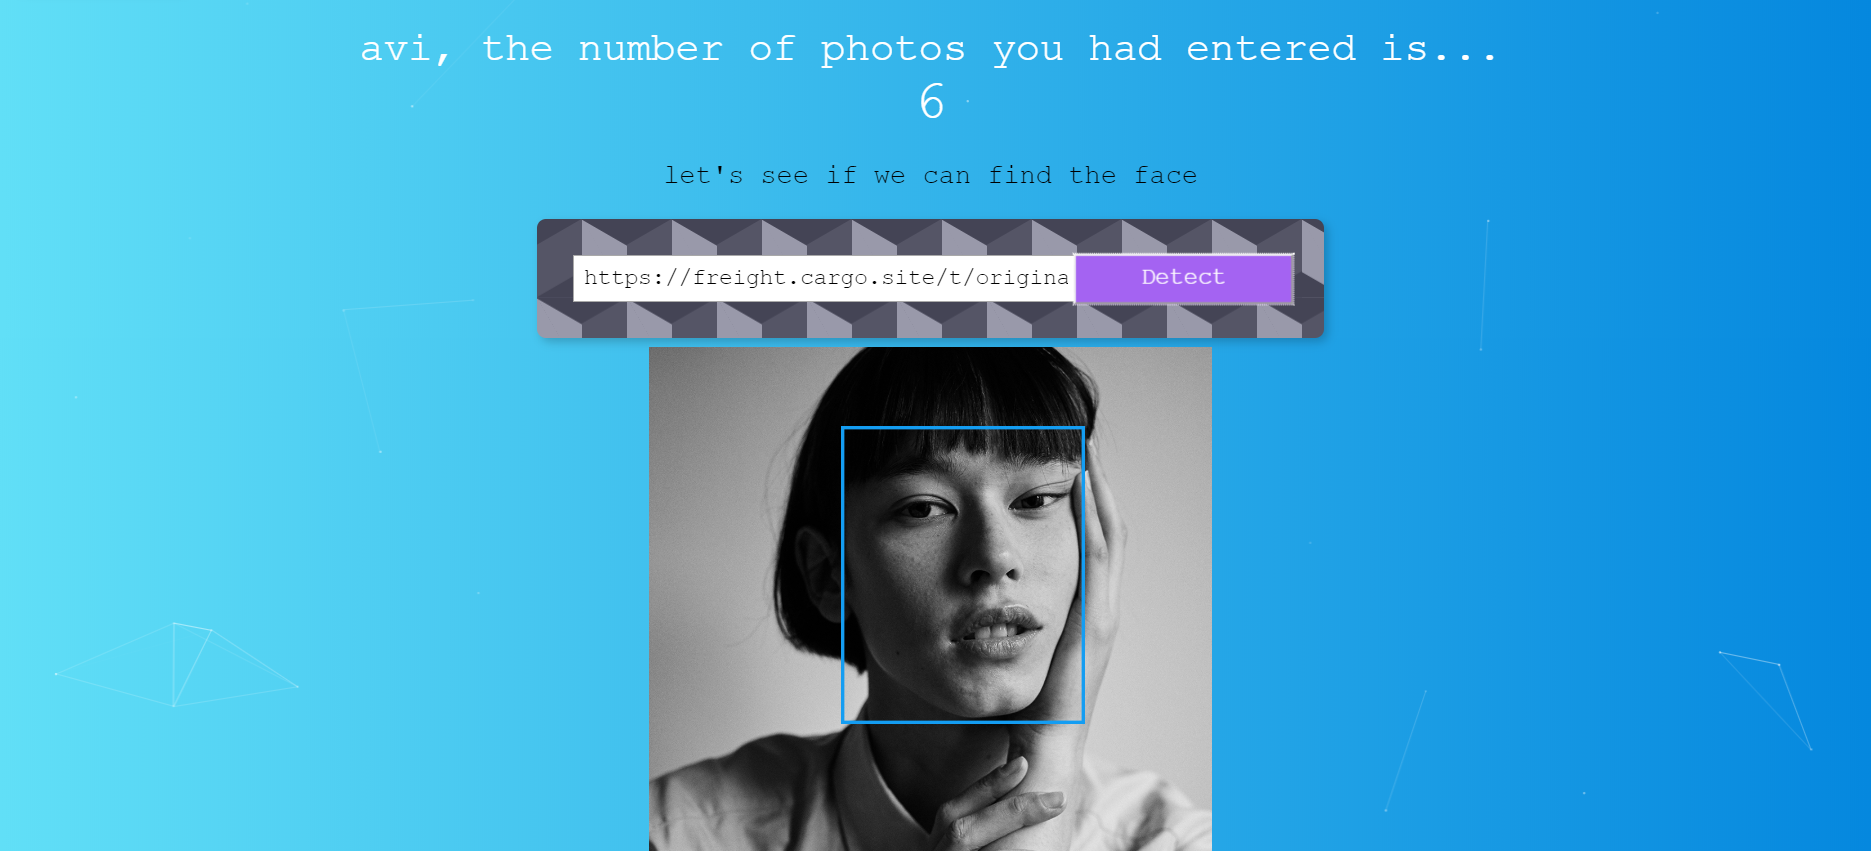 avi, the number of photos you had entered is...
6
let's see if we can find the face
https://freight.cargo.site/t/origina
Detect